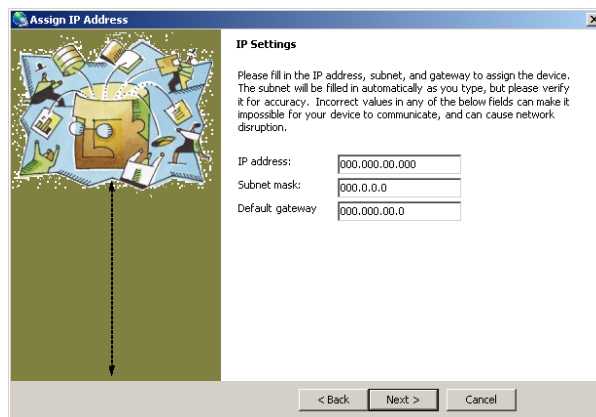 Assign IP Address
IP Settings
Please fill in the IP address, subnet, and gateway to assign the device.
The subnet will be filled in automatically as you type, but please verify
it for accuracy. Incorrect values in any of the below fields can make it
impossible for your device to communicate, and can cause network
disruption.
IP address: 000.000.00.000
Subnet mask: 000.0.0.0
Default gateway 000.000.00.0
< Back Next > Cancel